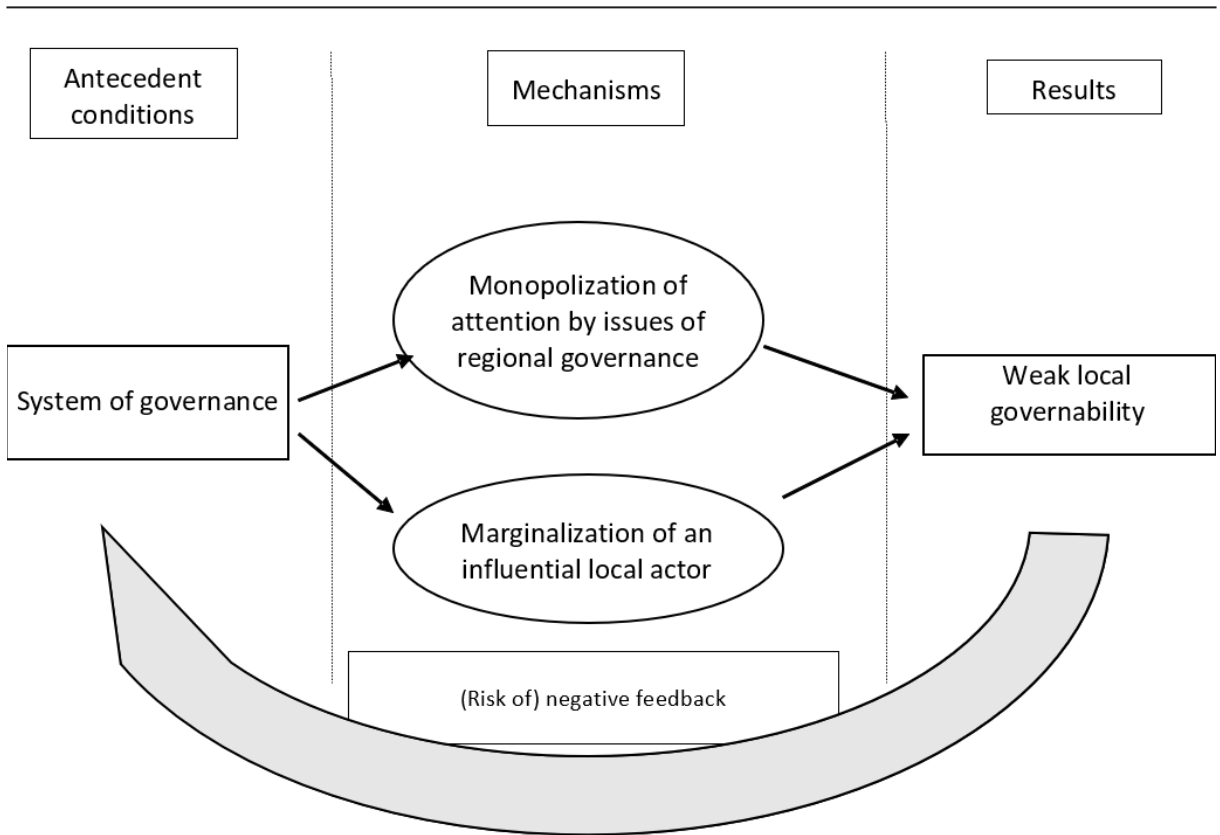 Antecedent
conditions
Mechanisms
Results
Monopolization of
attention by issues of
regional governance
System of governance
Weak local
governability
Marginalization of an
influential local actor
(Risk of) negative feedback